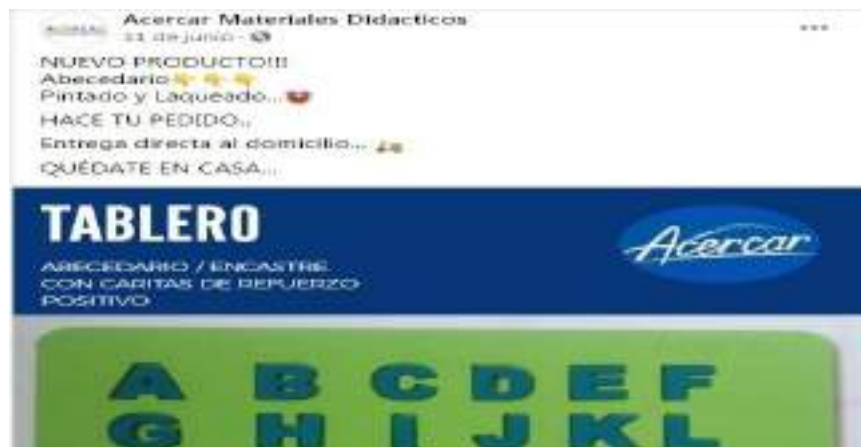 Acercar Materiales Didacticos
11 de junio ·
NUEVO PRODUCTO!!!
Abecedario
Pintado y Laqueado...
HACE TU PEDIDO..
Entrega directa al domicilio...
QUÉDATE EN CASA...
TABLERO
Acercar
ABECEDARIO / ENCASTRE
CON CARITAS DE REFUERZO
POSITIVO
A B C D E F
G H I J K L